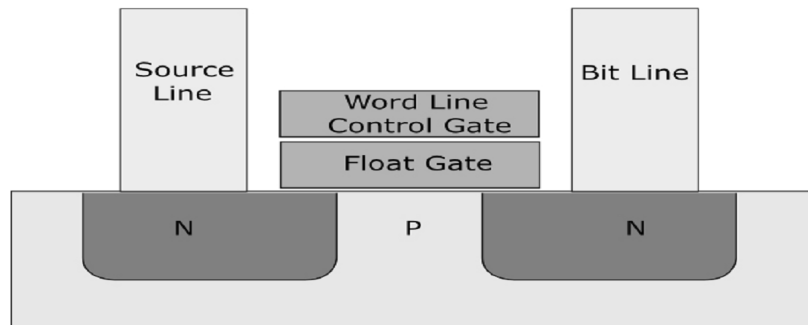 Source
Line
Bit Line
Word Line
Control Gate
Float Gate
N
P
N